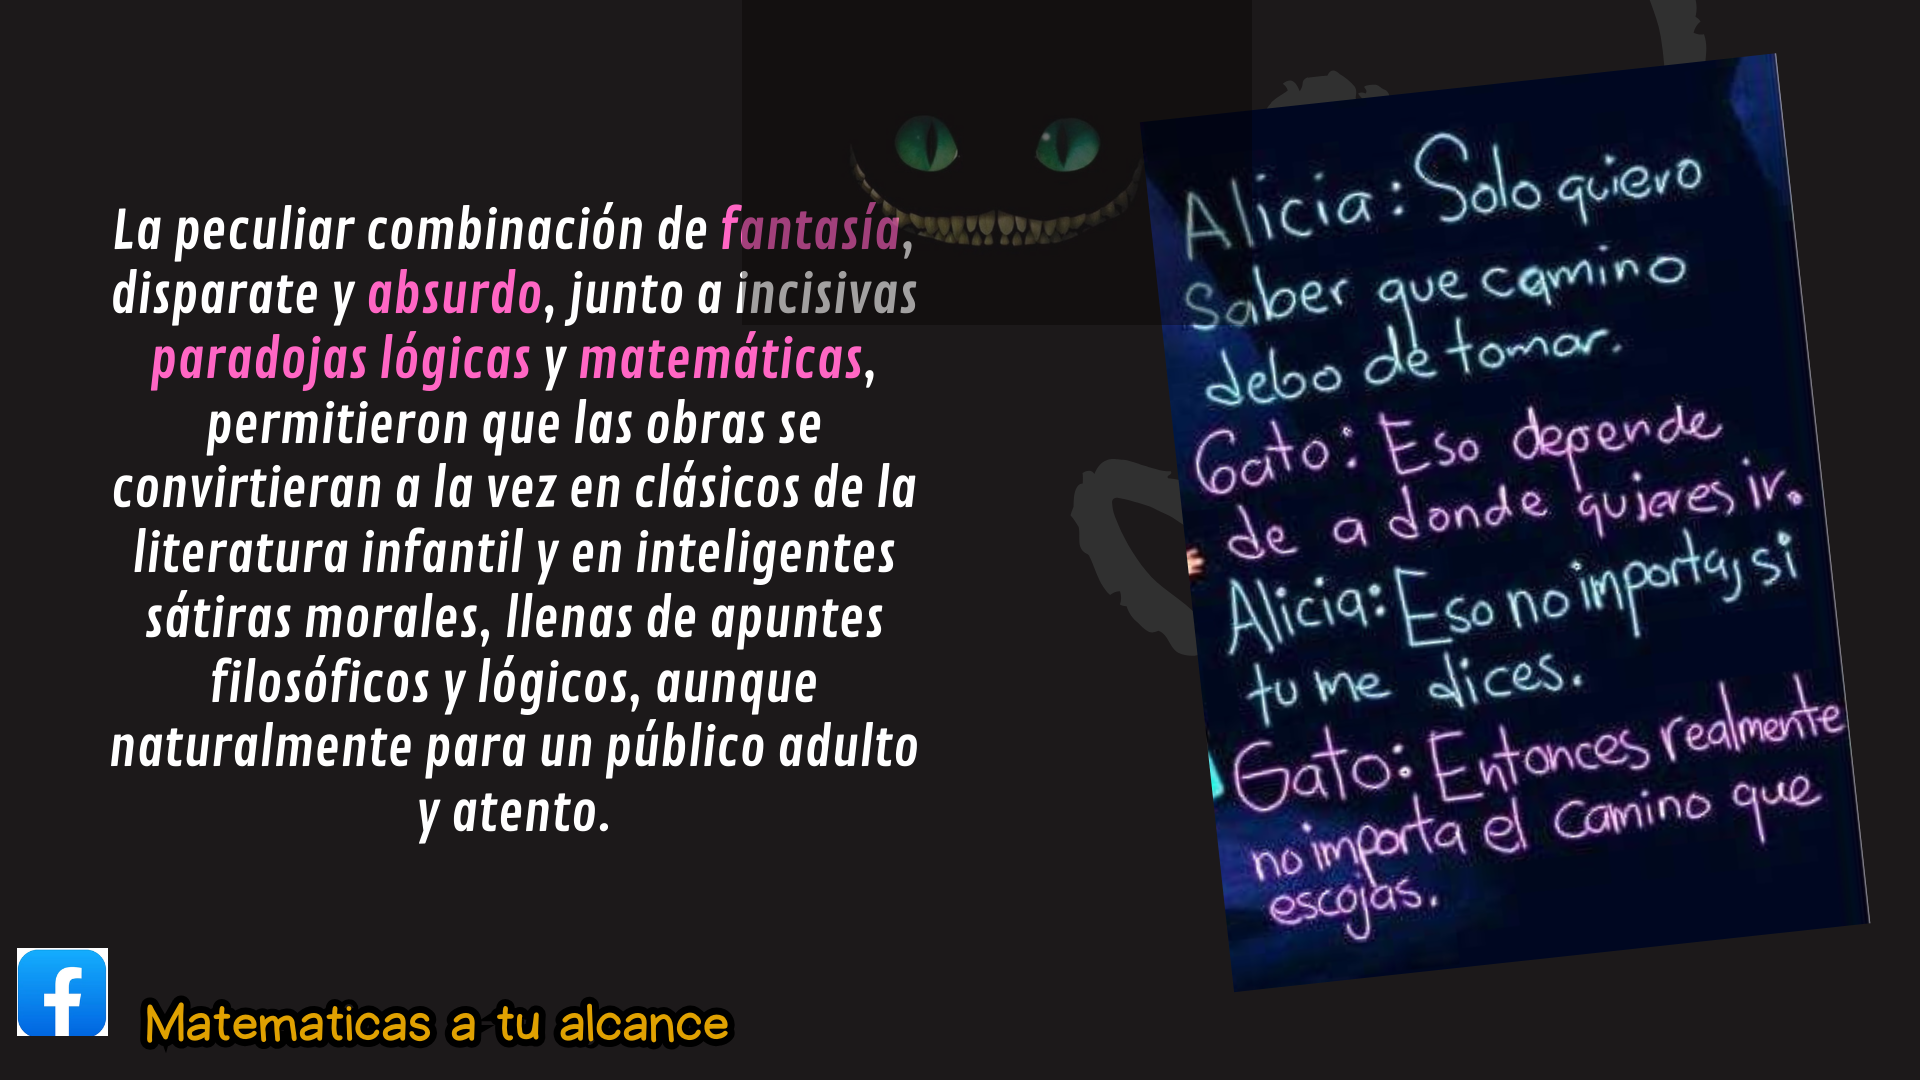 La peculiar combinación de fantasía,
disparate y absurdo, junto a incisivas
paradojas lógicas y matemáticas,
permitieron que las obras se
convirtieran a la vez en clásicos de la
literatura infantil y en inteligentes
sátiras morales, llenas de apuntes
filosóficos y lógicos, aunque
naturalmente para un público adulto
y atento.
Alicia: Solo quiero
saber que camino
debo de tomar.
Gato: Eso depende
de a donde quieres ir.
Alicia: Eso no importa, si
tu me dices.
Gato: Entonces realmente
no importa el camino que
escojas.
f
Matematicas a tu alcance